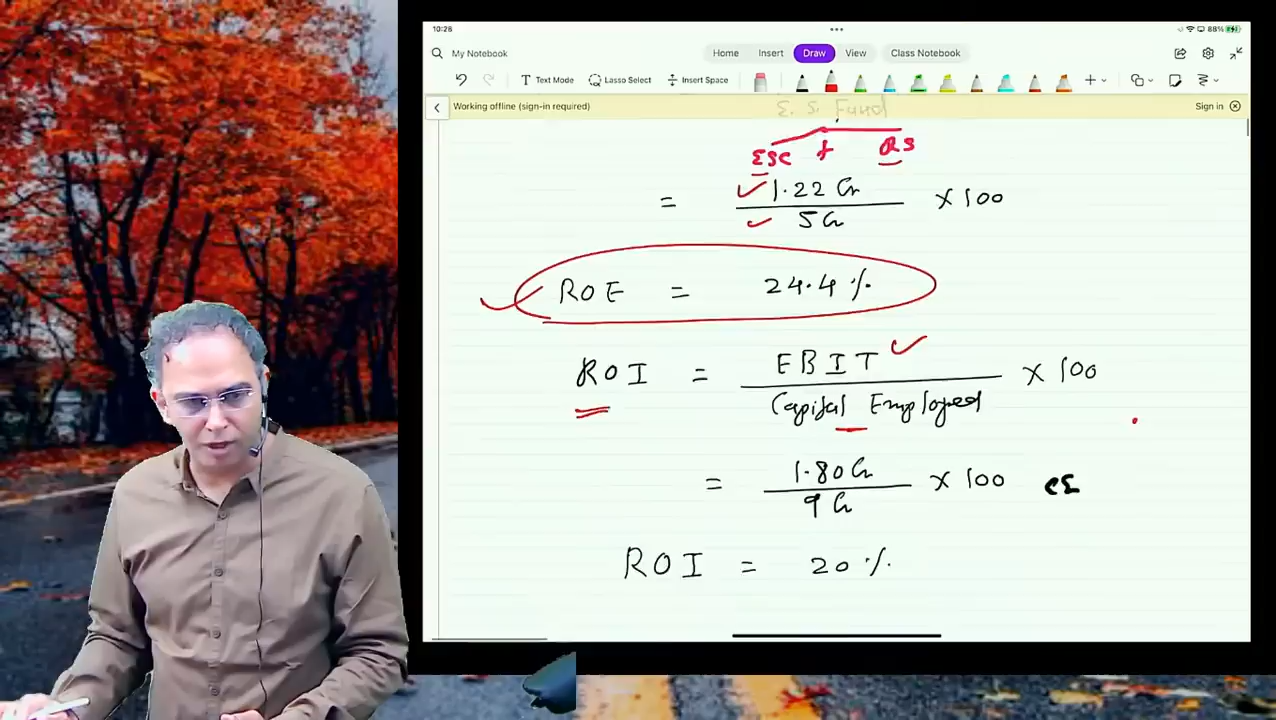 10:28
88%
My Notebook
Home Insert Draw View Class Notebook
Text Mode Lasso Select Insert Space
Working offline (sign-in required) Sign in
E. S. Fund
ESC + RS
= 1.22 Cr
5 Cr × 100
ROE = 24.4 %
ROI = EBIT
Capital Employed × 100
= 1.80 Cr
9 Cr × 100 CE
ROI = 20 %